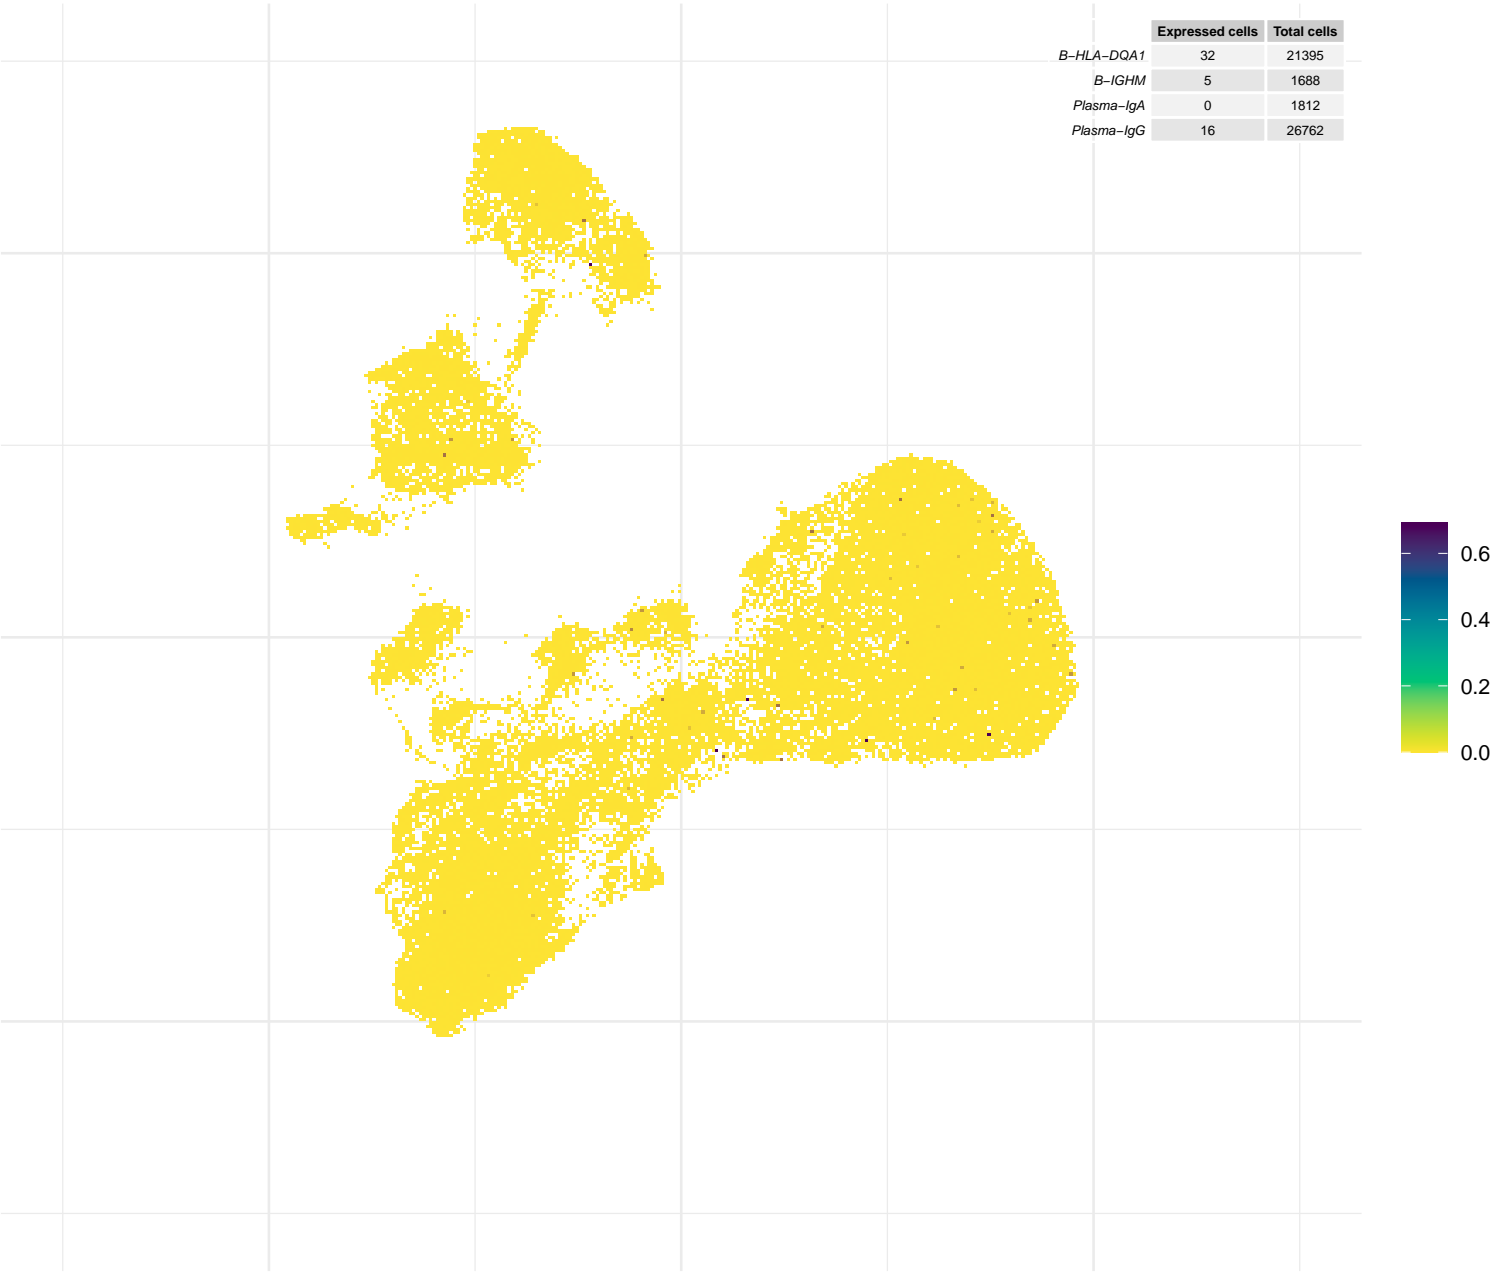 Expressed cells Total cells
B−HLA−DQA1 32 21395
B−IGHM 5 1688
Plasma−IgA 0 1812
Plasma−IgG 16 26762
0.6
0.4
0.2
0.0